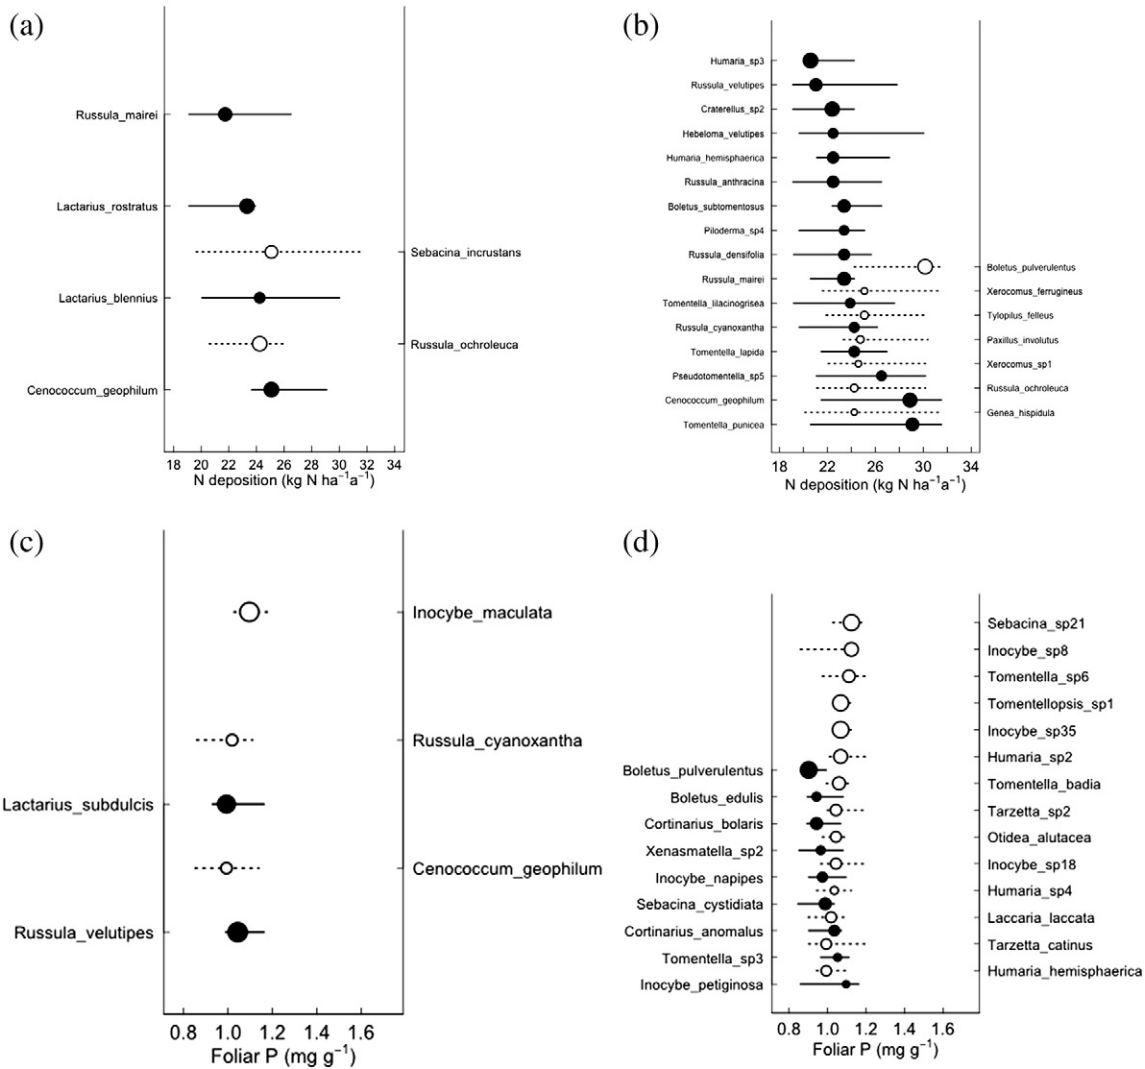 (a)
Russula_mairei
Lactarius_rostratus
Sebacina_incrustans
Lactarius_blennius
Russula_ochroleuca
Cenococcum_geophilum
18 20 22 24 26 28 30 32 34
N deposition (kg N ha⁻¹a⁻¹)
(b)
Humaria_sp3
Russula_velutipes
Craterellus_sp2
Hebeloma_velutipes
Humaria_hemisphaerica
Russula_anthracina
Boletus_subtomentosus
Piloderma_sp4
Russula_densifolia
Boletus_pulverulentus
Russula_mairei
Xerocomus_ferrugineus
Tomentella_lilacinogrisea
Tylopilus_felleus
Russula_cyanoxantha
Paxillus_involutus
Tomentella_lapida
Xerocomus_sp1
Pseudotomentella_sp5
Russula_ochroleuca
Cenococcum_geophilum
Genea_hispidula
Tomentella_punicea
18 22 26 30 34
N deposition (kg N ha⁻¹a⁻¹)
(c)
Inocybe_maculata
Russula_cyanoxantha
Lactarius_subdulcis
Cenococcum_geophilum
Russula_velutipes
0.8 1.0 1.2 1.4 1.6
Foliar P (mg g⁻¹)
(d)
Sebacina_sp21
Inocybe_sp8
Tomentella_sp6
Tomentellopsis_sp1
Inocybe_sp35
Humaria_sp2
Boletus_pulverulentus
Tomentella_badia
Boletus_edulis
Tarzetta_sp2
Cortinarius_bolaris
Otidea_alutacea
Xenasmatella_sp2
Inocybe_sp18
Inocybe_napipes
Humaria_sp4
Sebacina_cystidiata
Laccaria_laccata
Cortinarius_anomalus
Tarzetta_catinus
Tomentella_sp3
Humaria_hemisphaerica
Inocybe_petiginosa
0.8 1.0 1.2 1.4 1.6
Foliar P (mg g⁻¹)